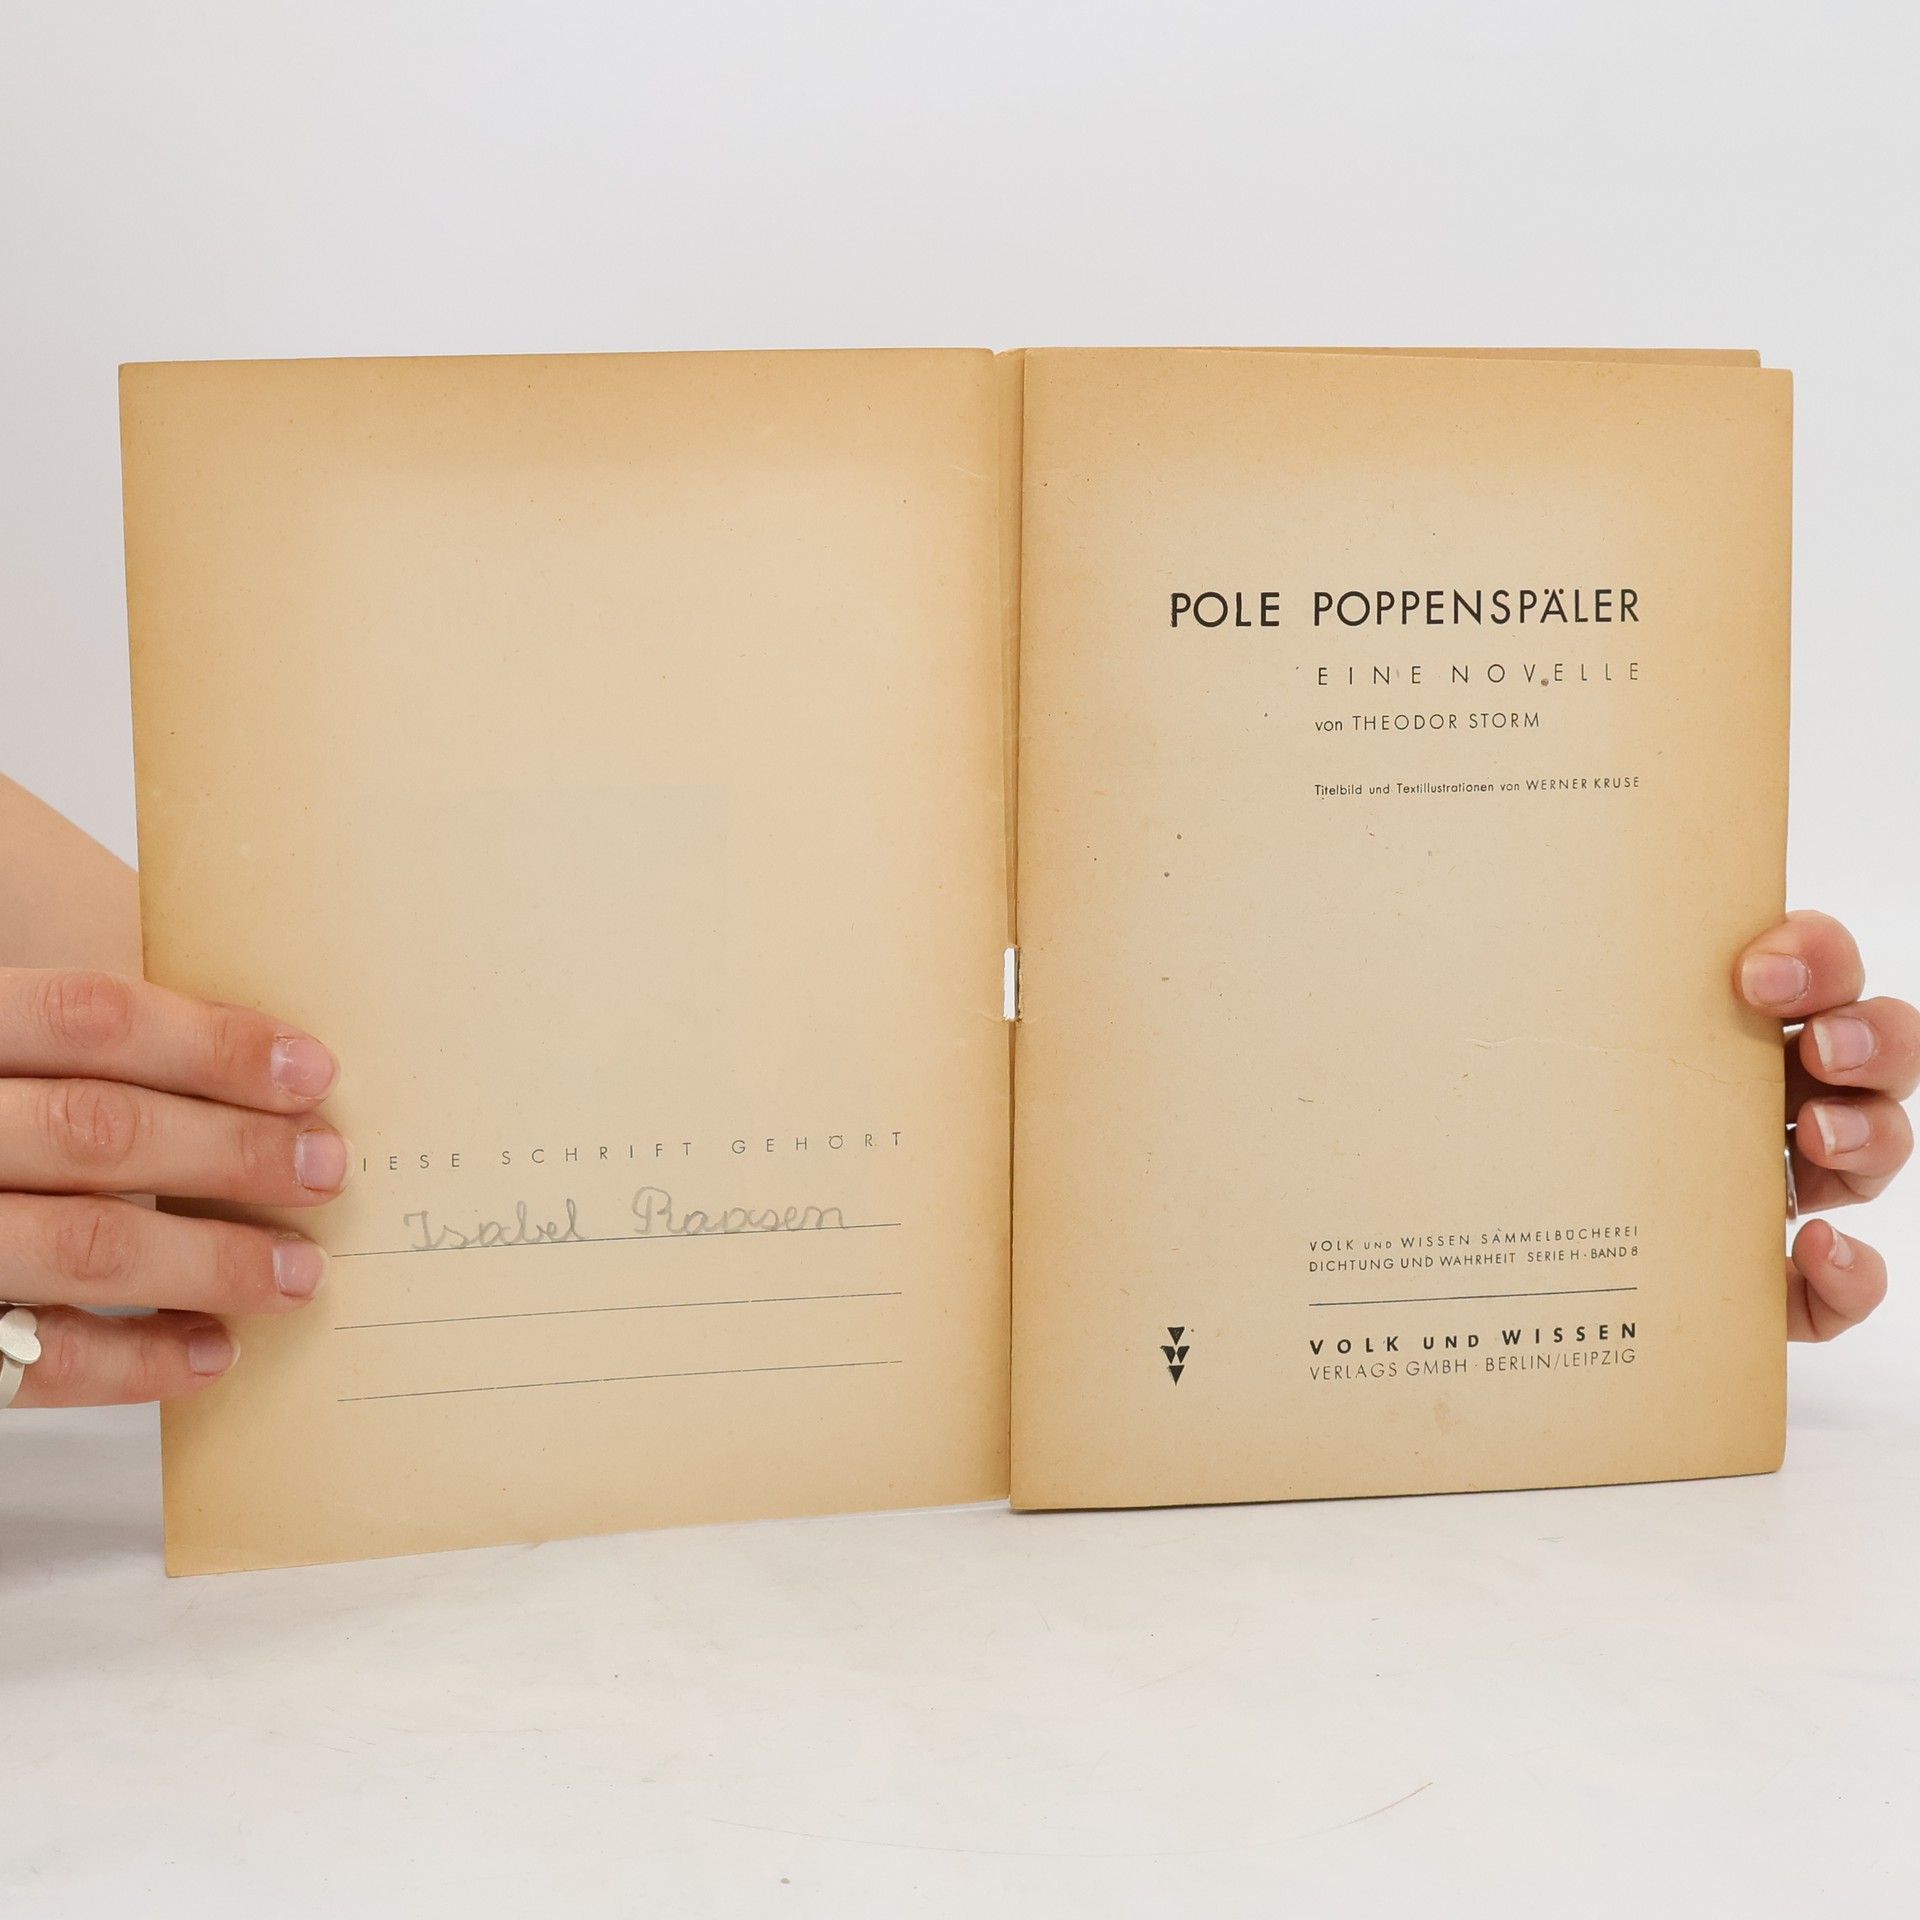 IESE SCHRIFT GEHÖRT
Isabel Raasen
POLE POPPENSPÄLER
EINE NOVELLE
von THEODOR STORM
Titelbild und Textillustrationen von WERNER KRUSE
VOLK UND WISSEN SAMMELBÜCHEREI
DICHTUNG UND WAHRHEIT SERIE H · BAND 8
VOLK UND WISSEN
VERLAGS GMBH · BERLIN/LEIPZIG